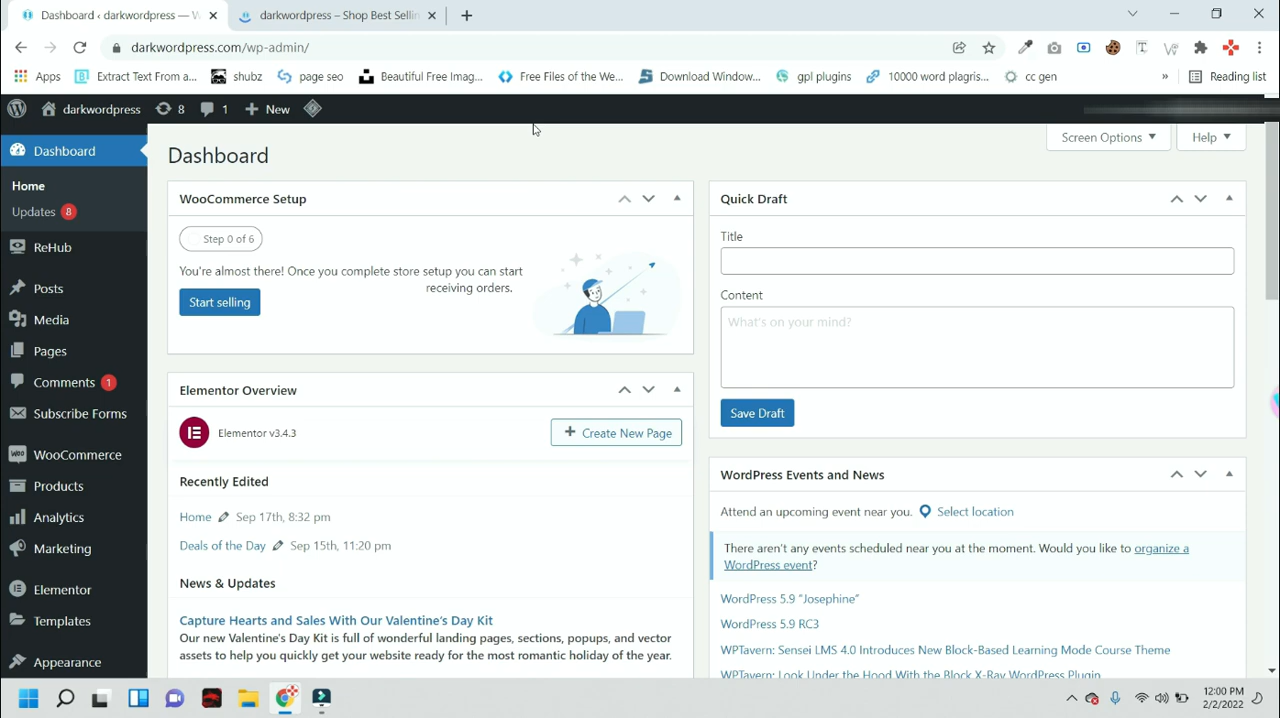 Dashboard ‹ darkwordpress — W
darkwordpress – Shop Best Sellin
darkwordpress.com/wp-admin/
Apps
Extract Text From a...
shubz
page seo
Beautiful Free Imag...
Free Files of the We...
Download Window...
gpl plugins
10000 word plagris...
cc gen
»
Reading list
darkwordpress
8
1
New
Dashboard
Home
Updates 8
ReHub
Posts
Media
Pages
Comments 1
Subscribe Forms
WooCommerce
Products
Analytics
Marketing
Elementor
Templates
Appearance
Dashboard
Screen Options
Help
WooCommerce Setup
Step 0 of 6
You're almost there! Once you complete store setup you can start
receiving orders.
Start selling
Elementor Overview
Elementor v3.4.3
Create New Page
Recently Edited
Home Sep 17th, 8:32 pm
Deals of the Day Sep 15th, 11:20 pm
News & Updates
Capture Hearts and Sales With Our Valentine's Day Kit
Our new Valentine's Day Kit is full of wonderful landing pages, sections, popups, and vector
assets to help you quickly get your website ready for the most romantic holiday of the year.
Quick Draft
Title
Content
What's on your mind?
Save Draft
WordPress Events and News
Attend an upcoming event near you. Select location
There aren't any events scheduled near you at the moment. Would you like to organize a
WordPress event?
WordPress 5.9 “Josephine”
WordPress 5.9 RC3
WPTavern: Sensei LMS 4.0 Introduces New Block-Based Learning Mode Course Theme
WPTavern: Look Under the Hood With the Block X-Ray WordPress Plugin
12:00 PM
2/2/2022